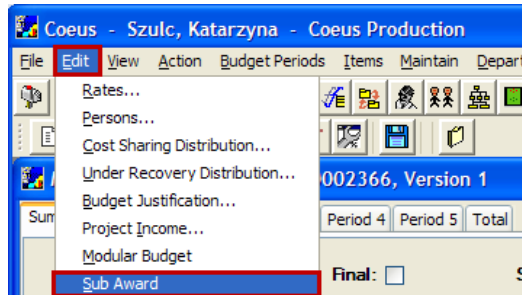 Coeus - Szulc, Katarzyna - Coeus Production
File Edit View Action Budget Periods Items Maintain Depart
Rates...
Persons...
Cost Sharing Distribution...
Under Recovery Distribution...
002366, Version 1
Budget Justification...
Sum Period 4 Period 5 Total
Project Income...
Modular Budget
Final:
Sub Award